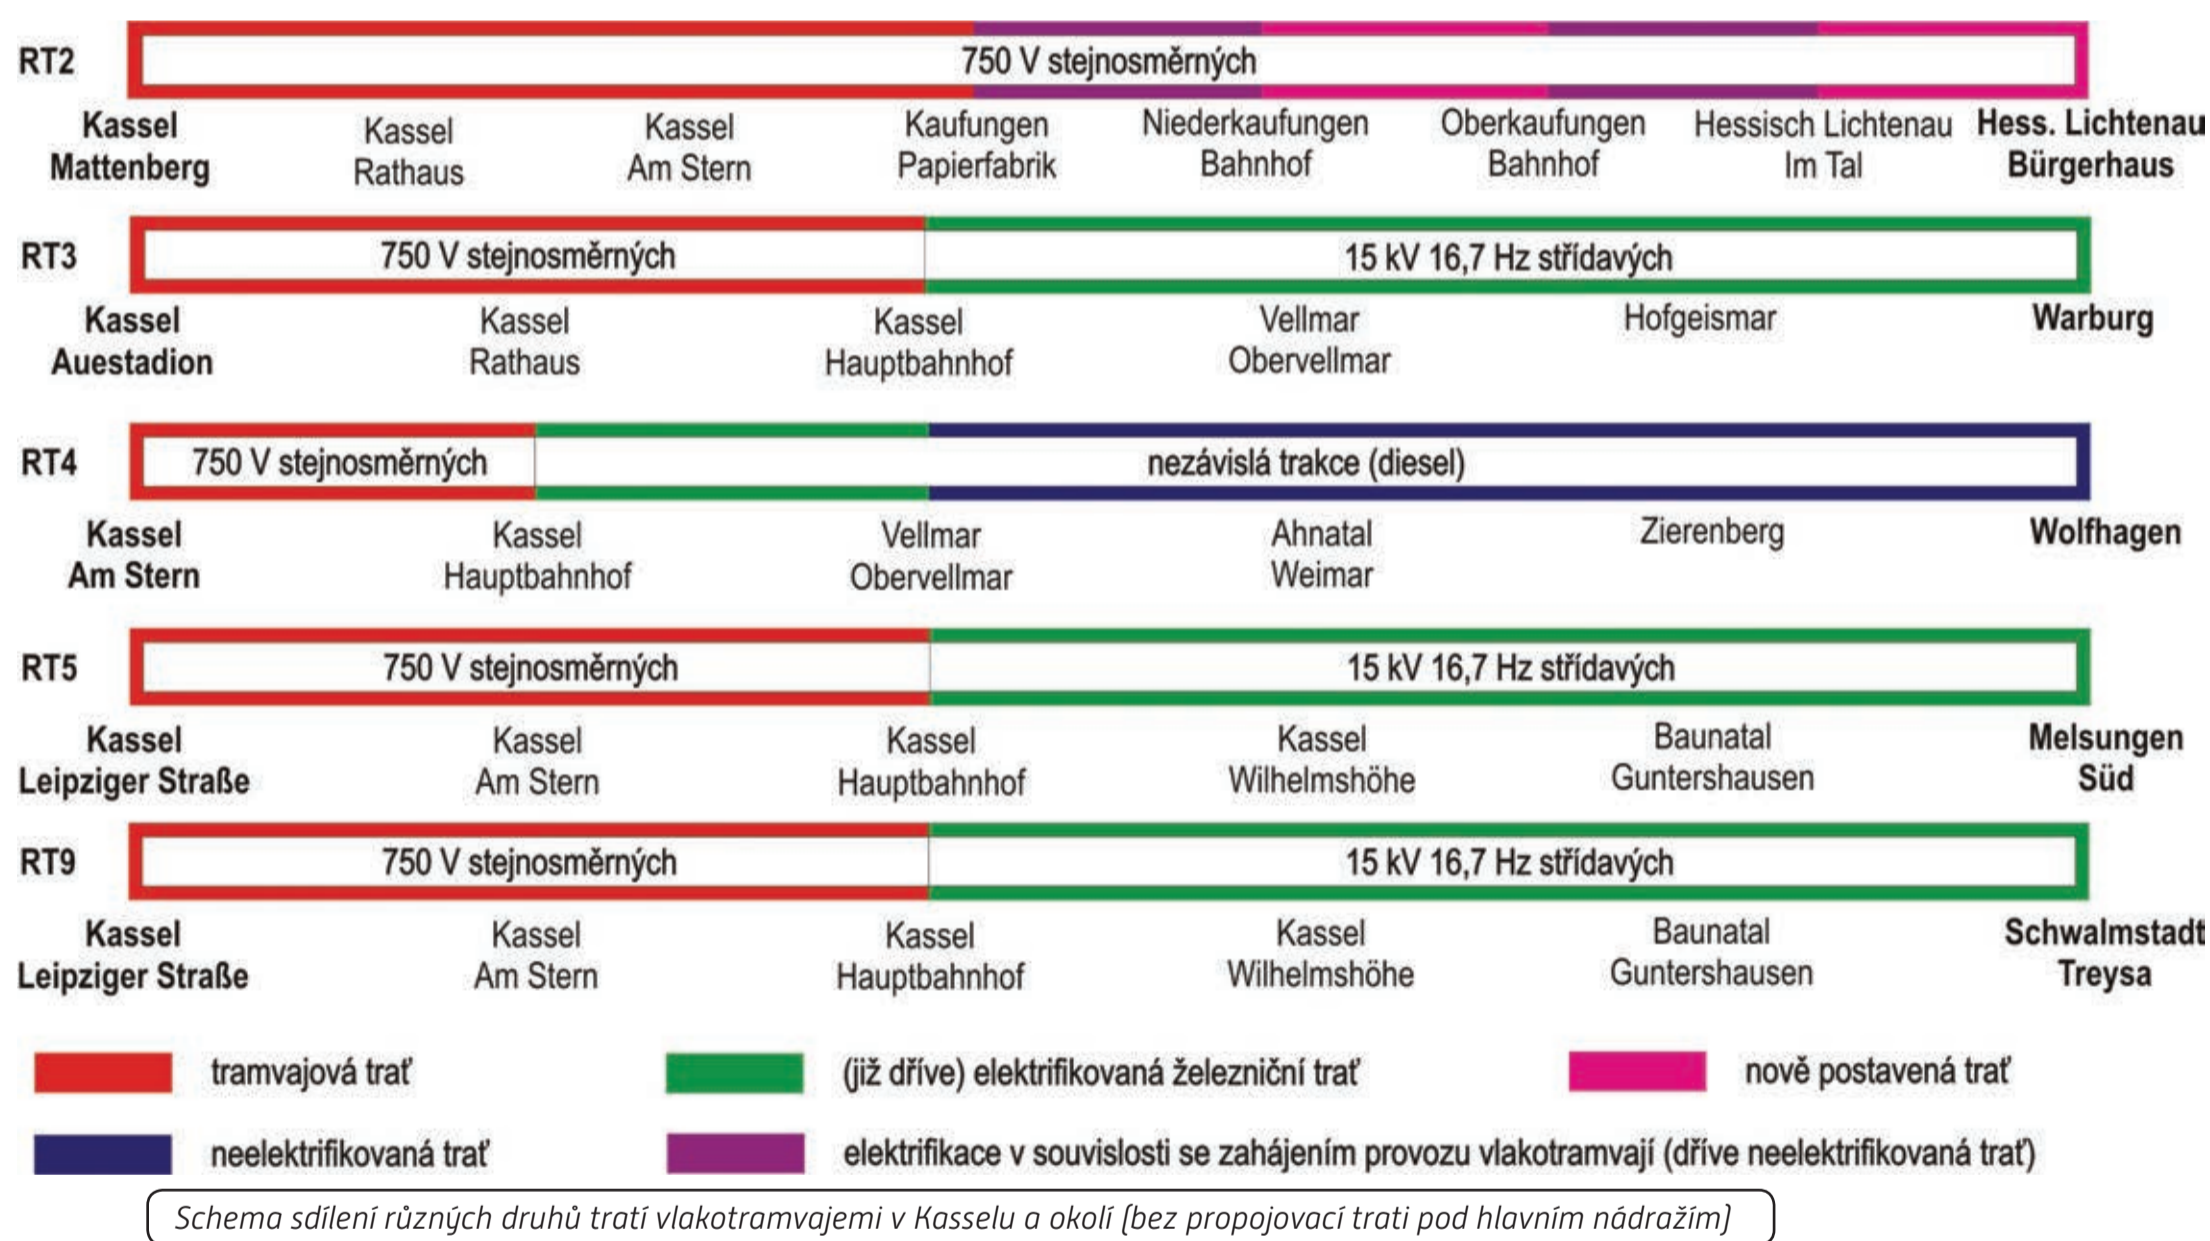 RT2
750 V stejnosměrných
Kassel
Mattenberg
Kassel
Rathaus
Kassel
Am Stern
Kaufungen
Papierfabrik
Niederkaufungen
Bahnhof
Oberkaufungen
Bahnhof
Hessisch Lichtenau
Im Tal
Hess. Lichtenau
Bürgerhaus
RT3
750 V stejnosměrných
15 kV 16,7 Hz střídavých
Kassel
Auestadion
Kassel
Rathaus
Kassel
Hauptbahnhof
Vellmar
Obervellmar
Hofgeismar
Warburg
RT4
750 V stejnosměrných
nezávislá trakce (diesel)
Kassel
Am Stern
Kassel
Hauptbahnhof
Vellmar
Obervellmar
Ahnatal
Weimar
Zierenberg
Wolfhagen
RT5
750 V stejnosměrných
15 kV 16,7 Hz střídavých
Kassel
Leipziger Straße
Kassel
Am Stern
Kassel
Hauptbahnhof
Kassel
Wilhelmshöhe
Baunatal
Guntershausen
Melsungen
Süd
RT9
750 V stejnosměrných
15 kV 16,7 Hz střídavých
Kassel
Leipziger Straße
Kassel
Am Stern
Kassel
Hauptbahnhof
Kassel
Wilhelmshöhe
Baunatal
Guntershausen
Schwalmstadt
Treysa
tramvajová trať
(již dříve) elektrifikovaná železniční trať
nově postavená trať
neelektrifikovaná trať
elektrifikace v souvislosti se zahájením provozu vlakotramvají (dříve neelektrifikovaná trať)
Schema sdílení různých druhů tratí vlakotramvajemi v Kasselu a okolí (bez propojovací trati pod hlavním nádražím)